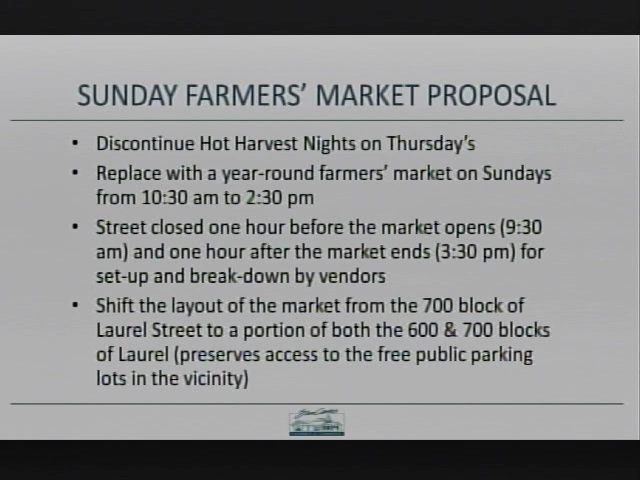 SUNDAY FARMERS’ MARKET PROPOSAL
• Discontinue Hot Harvest Nights on Thursday’s
• Replace with a year-round farmers’ market on Sundays
from 10:30 am to 2:30 pm
• Street closed one hour before the market opens (9:30
am) and one hour after the market ends (3:30 pm) for
set-up and break-down by vendors
• Shift the layout of the market from the 700 block of
Laurel Street to a portion of both the 600 & 700 blocks
of Laurel (preserves access to the free public parking
lots in the vicinity)